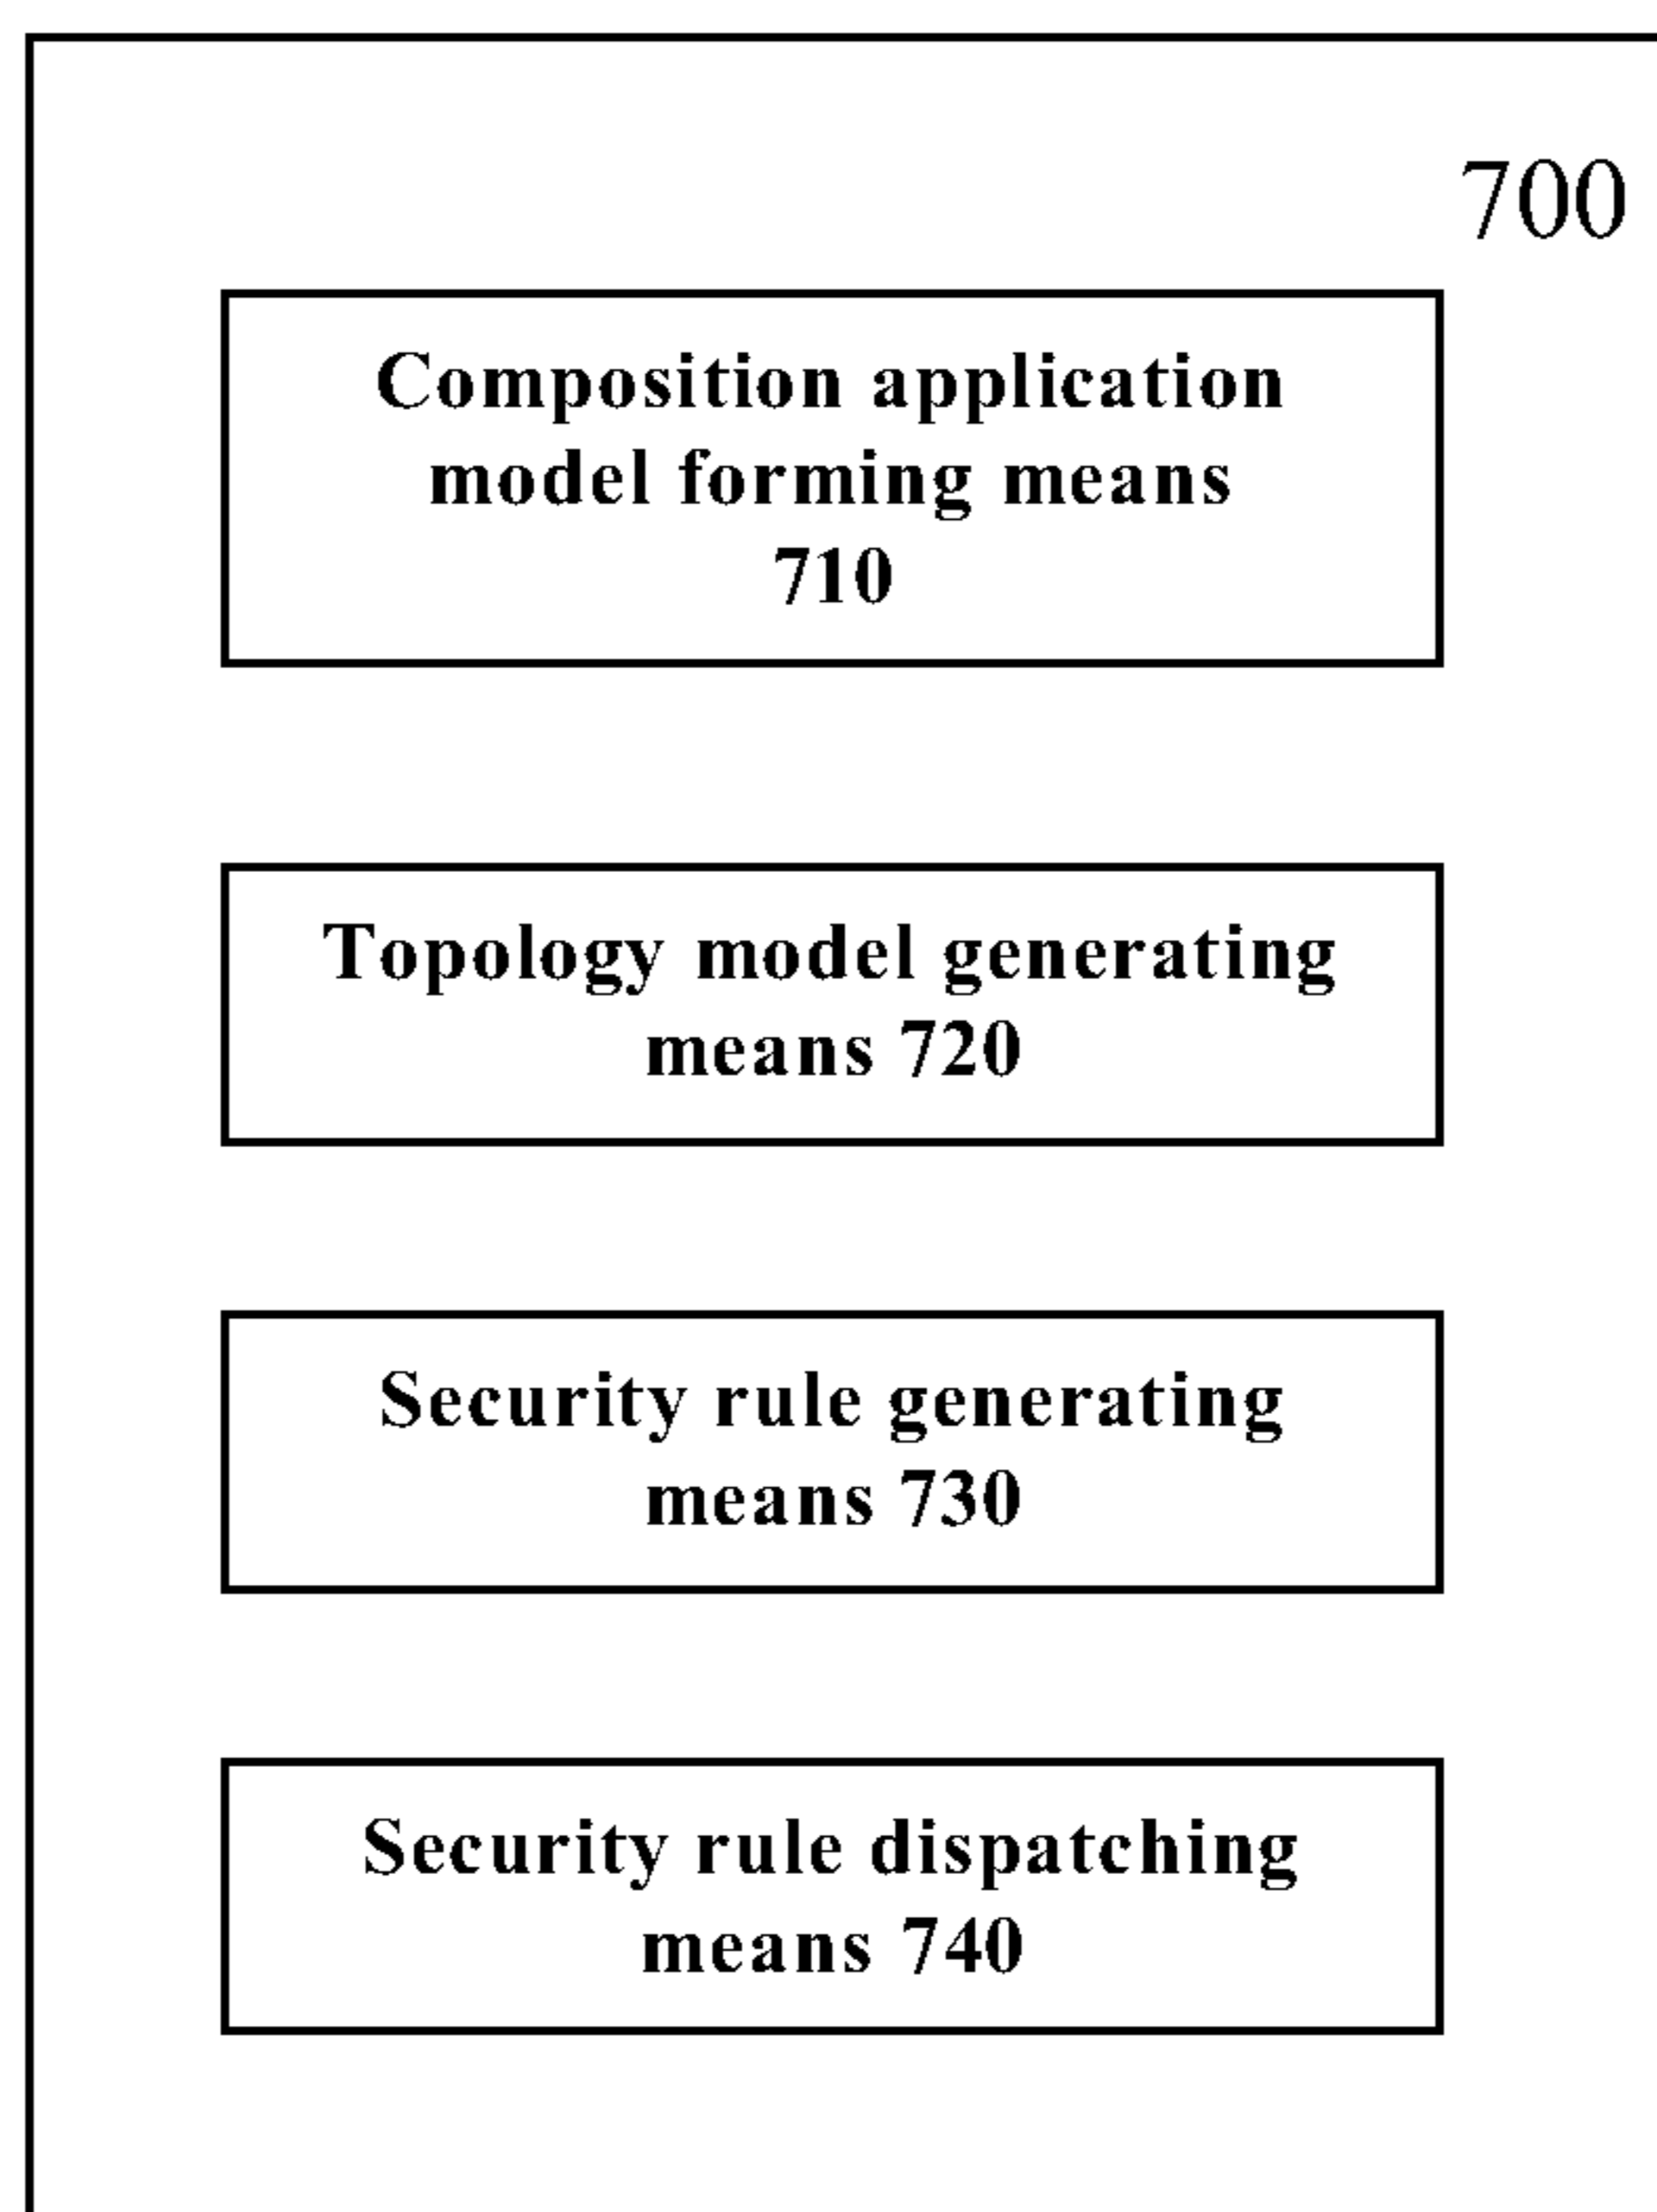 700
Composition application
model forming means
710
Topology model generating
means 720
Security rule generating
means 730
Security rule dispatching
means 740